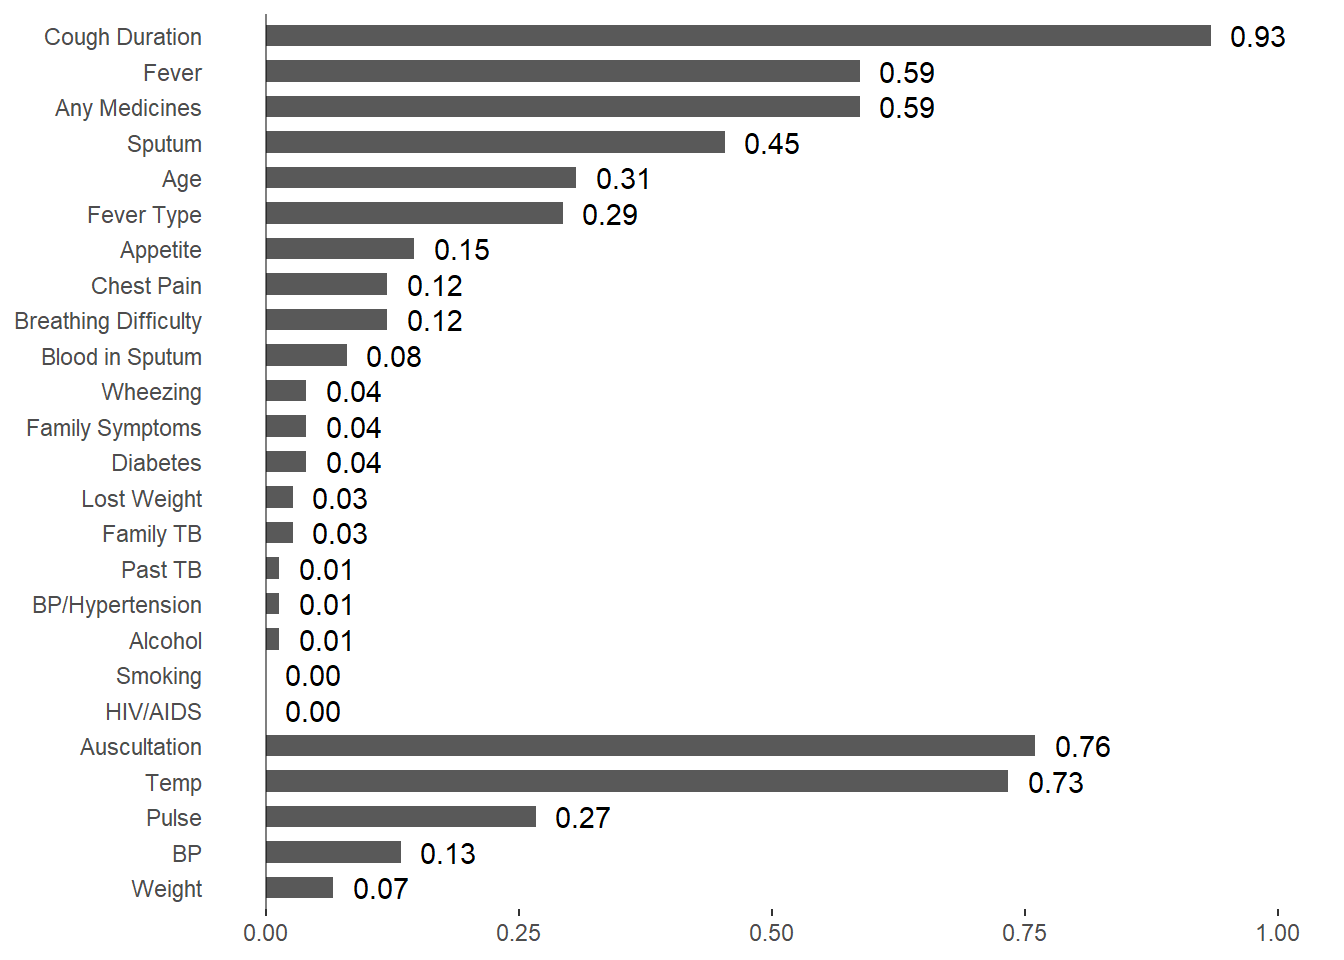 Cough Duration 0.93
Fever 0.59
Any Medicines 0.59
Sputum 0.45
Age 0.31
Fever Type 0.29
Appetite 0.15
Chest Pain 0.12
Breathing Difficulty 0.12
Blood in Sputum 0.08
Wheezing 0.04
Family Symptoms 0.04
Diabetes 0.04
Lost Weight 0.03
Family TB 0.03
Past TB 0.01
BP/Hypertension 0.01
Alcohol 0.01
Smoking 0.00
HIV/AIDS 0.00
Auscultation 0.76
Temp 0.73
Pulse 0.27
BP 0.13
Weight 0.07
0.00 0.25 0.50 0.75 1.00